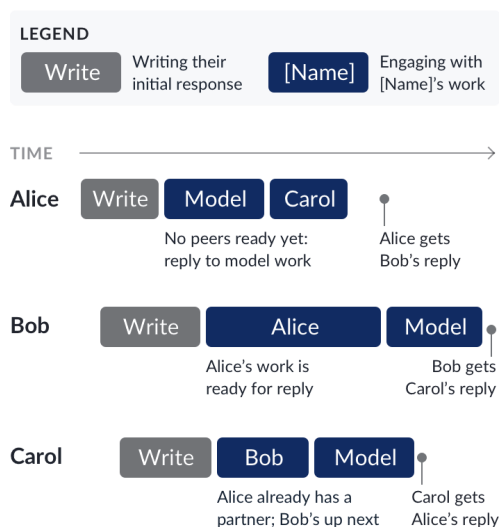 LEGEND
Write
Writing their
initial response
[Name]
Engaging with
[Name]'s work
TIME
Alice
Write
Model
Carol
No peers ready yet:
reply to model work
Alice gets
Bob's reply
Bob
Write
Alice
Model
Alice's work is
ready for reply
Bob gets
Carol's reply
Carol
Write
Bob
Model
Alice already has a
partner; Bob's up next
Carol gets
Alice's reply